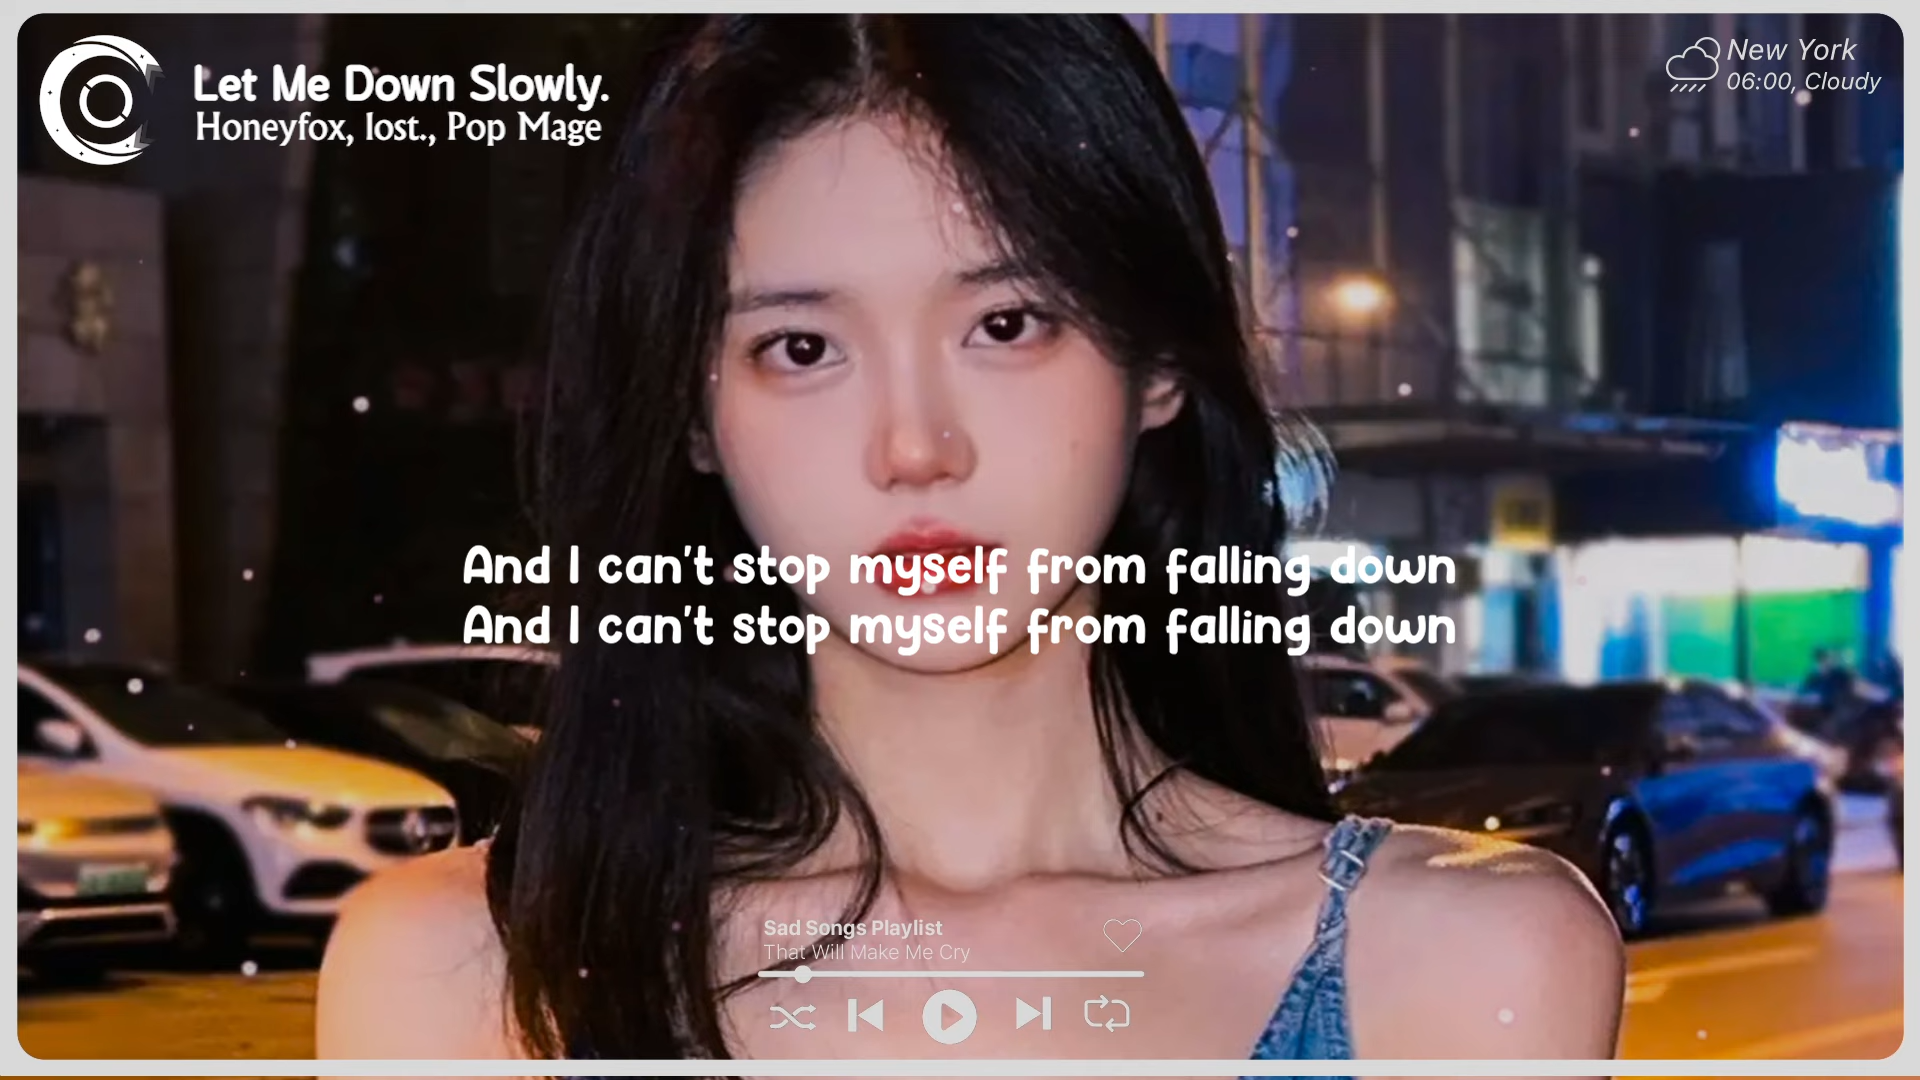 Let Me Down Slowly.
Honeyfox, lost., Pop Mage
New York
06:00, Cloudy
And I can't stop myself from falling down
And I can't stop myself from falling down
Sad Songs Playlist
That Will Make Me Cry